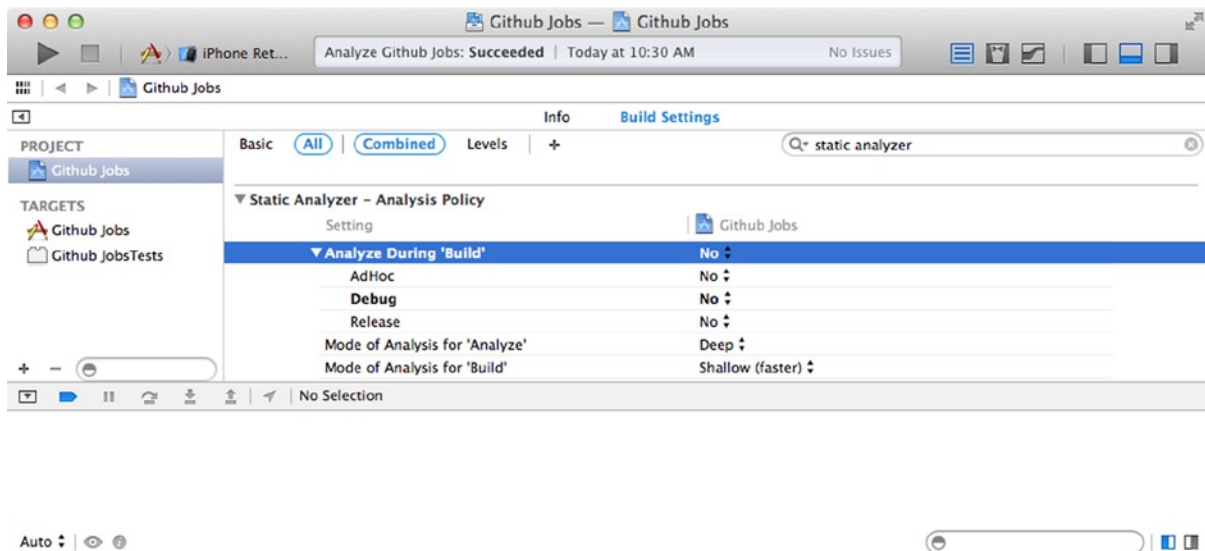 Github Jobs — Github Jobs
iPhone Ret... Analyze Github Jobs: Succeeded | Today at 10:30 AM No Issues
Github Jobs
Info Build Settings
PROJECT Basic All Combined Levels static analyzer
Github Jobs
TARGETS Static Analyzer – Analysis Policy
Github Jobs Setting Github Jobs
Github JobsTests Analyze During 'Build' No
AdHoc No
Debug No
Release No
Mode of Analysis for 'Analyze' Deep
Mode of Analysis for 'Build' Shallow (faster)
No Selection
Auto